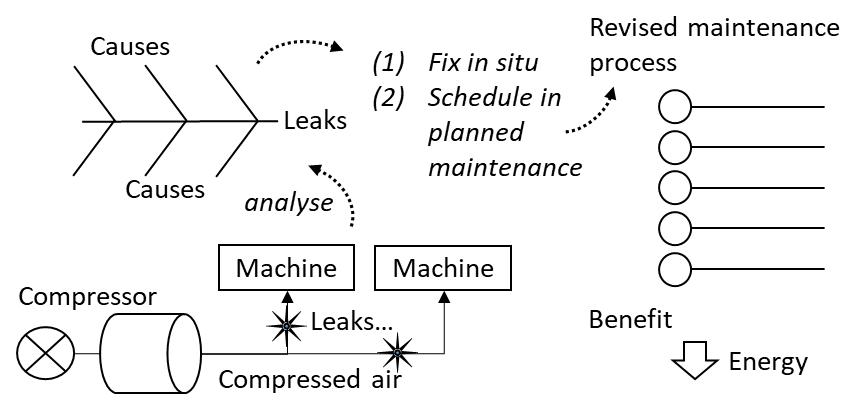 Causes
Leaks
Causes
analyse
(1) Fix in situ
(2) Schedule in
planned
maintenance
Revised maintenance
process
Machine
Machine
Compressor
Leaks...
Compressed air
Benefit
Energy